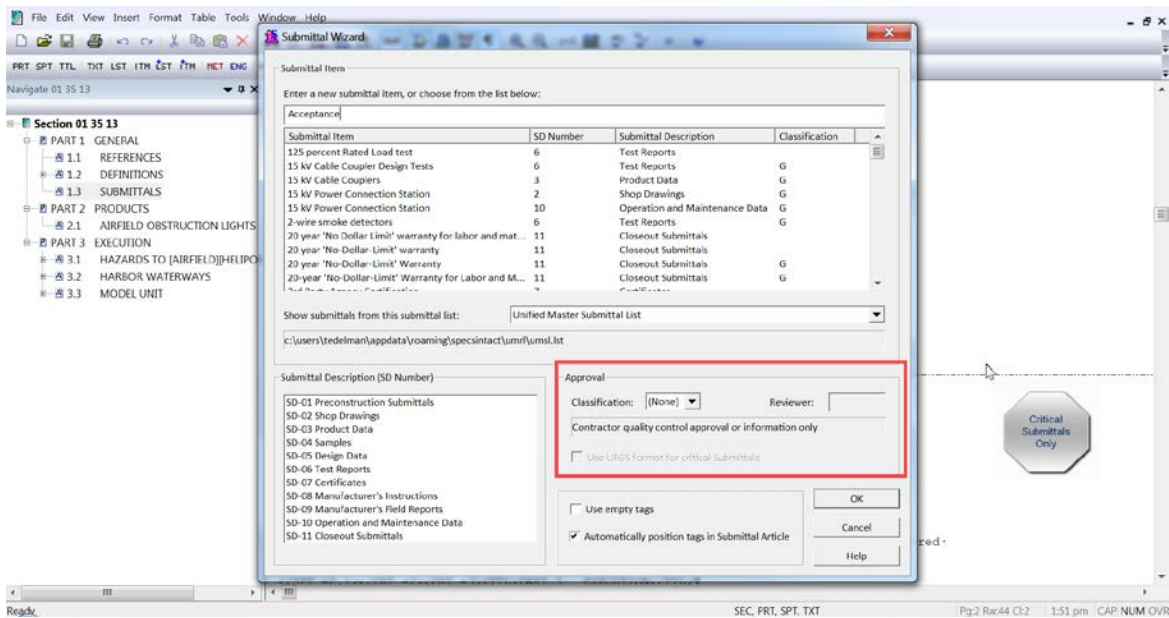 File Edit View Insert Format Table Tools Window Help
PRT SPT TTL TXT LST ITM LST ITM MET ENG
Navigate 01 35 13
Section 01 35 13
PART 1 GENERAL
1.1 REFERENCES
1.2 DEFINITIONS
1.3 SUBMITTALS
PART 2 PRODUCTS
2.1 AIRFIELD OBSTRUCTION LIGHTS
PART 3 EXECUTION
3.1 HAZARDS TO [AIRFIELD][HELIPO
3.2 HARBOR WATERWAYS
3.3 MODEL UNIT
Submittal Wizard
Submittal Item
Enter a new submittal item, or choose from the list below:
Acceptance
Submittal Item SD Number Submittal Description Classification
125 percent Rated Load test 6 Test Reports
15 kV Cable Coupler Design Tests 6 Test Reports G
15 kV Cable Couplers 3 Product Data G
15 kV Power Connection Station 2 Shop Drawings G
15 kV Power Connection Station 10 Operation and Maintenance Data G
2-wire smoke detectors 6 Test Reports G
20 year 'No Dollar Limit' warranty for labor and mat... 11 Closeout Submittals
20 year 'No-Dollar-Limit' warranty 11 Closeout Submittals
20 year 'No-Dollar-Limit' Warranty 11 Closeout Submittals G
20-year 'No-Dollar-Limit' Warranty for Labor and M... 11 Closeout Submittals G
Show submittals from this submittal list: Unified Master Submittal List
c:\users\tedelman\appdata\roaming\specsintact\umrl\umsl.lst
Submittal Description (SD Number)
SD-01 Preconstruction Submittals
SD-02 Shop Drawings
SD-03 Product Data
SD-04 Samples
SD-05 Design Data
SD-06 Test Reports
SD-07 Certificates
SD-08 Manufacturer's Instructions
SD-09 Manufacturer's Field Reports
SD-10 Operation and Maintenance Data
SD-11 Closeout Submittals
Approval
Classification: (None) Reviewer:
Contractor quality control approval or information only
Use UFGS format for critical Submittals
Use empty tags
Automatically position tags in Submittal Article
OK
Cancel
Help
Critical
Submittals
Only
red
Ready
SEC, PRT, SPT, TXT
Pg:2 Rw:44 Cl:2 1:51 pm CAP NUM OVR